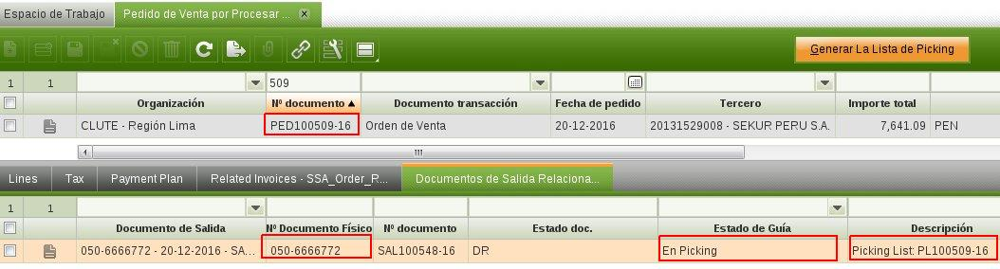 Espacio de Trabajo Pedido de Venta por Procesar ...
Generar La Lista de Picking
1 1 509
Organización Nº documento Documento transacción Fecha de pedido Tercero Importe total
CLUTE - Región Lima PED100509-16 Orden de Venta 20-12-2016 20131529008 - SEKUR PERU S.A. 7,641.09 PEN
Lines Tax Payment Plan Related Invoices - SSA_Order_R... Documentos de Salida Relaciona...
1 1
Documento de Salida Nº Documento Físico Nº documento Estado doc. Estado de Guía Descripción
050-6666772 - 20-12-2016 - SA... 050-6666772 SAL100548-16 DR En Picking Picking List: PL100509-16